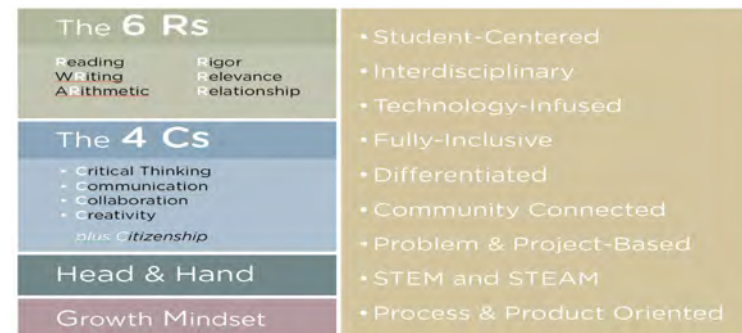 The 6 Rs
Reading
WRiting
ARithmetic
Rigor
Relevance
Relationship
The 4 Cs
• Critical Thinking
• Communication
• Collaboration
• Creativity
plus Citizenship
Head & Hand
Growth Mindset
• Student-Centered
• Interdisciplinary
• Technology-Infused
• Fully-Inclusive
• Differentiated
• Community Connected
• Problem & Project-Based
• STEM and STEAM
• Process & Product Oriented